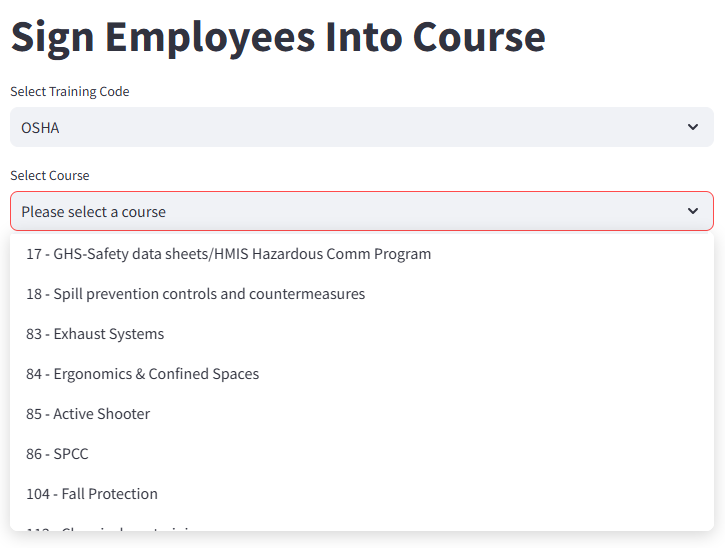 Sign Employees Into Course
Select Training Code
OSHA
Select Course
Please select a course
17 - GHS-Safety data sheets/HMIS Hazardous Comm Program
18 - Spill prevention controls and countermeasures
83 - Exhaust Systems
84 - Ergonomics & Confined Spaces
85 - Active Shooter
86 - SPCC
104 - Fall Protection